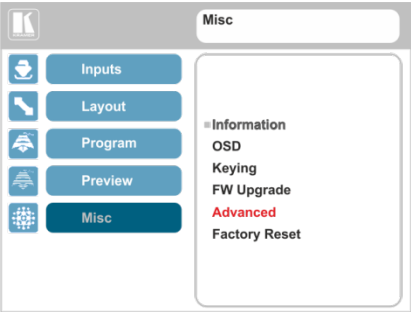 Misc
Inputs
Layout
Program
Preview
Misc
Information
OSD
Keying
FW Upgrade
Advanced
Factory Reset